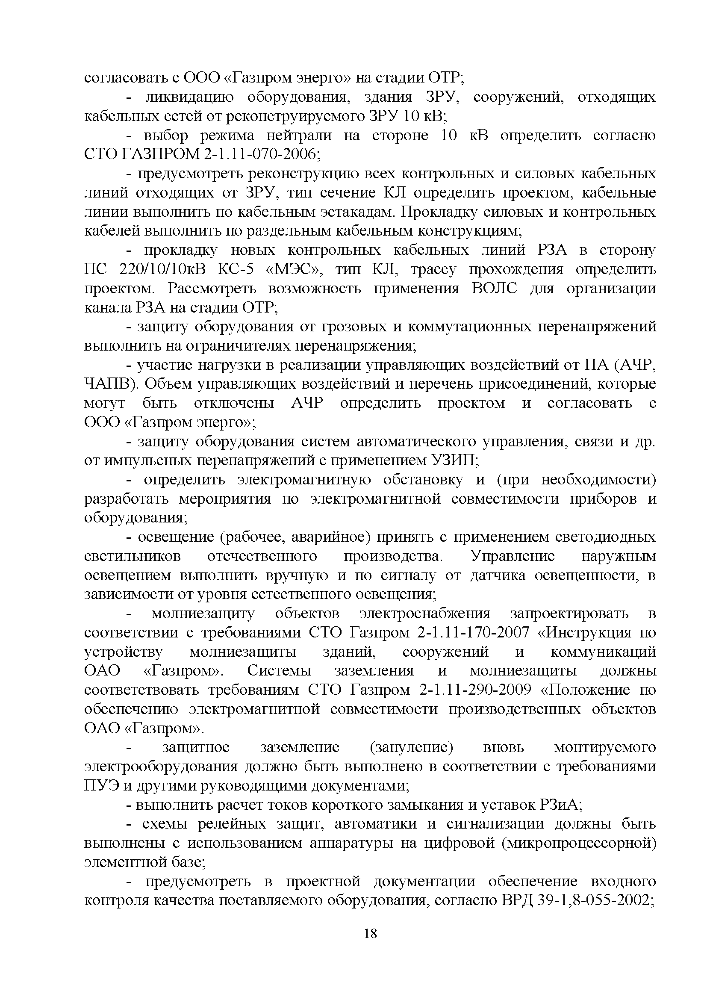 согласовать с ООО «Газпром энерго» на стадии ОТР;
- ликвидацию оборудования, здания ЗРУ, сооружений, отходящих
кабельных сетей от реконструируемого ЗРУ 10 кВ;
- выбор режима нейтрали на стороне 10 кВ определить согласно
СТО ГАЗПРОМ 2-1.11-070-2006;
- предусмотреть реконструкцию всех контрольных и силовых кабельных
линий отходящих от ЗРУ, тип сечение КЛ определить проектом, кабельные
линии выполнить по кабельным эстакадам. Прокладку силовых и контрольных
кабелей выполнить по раздельным кабельным конструкциям;
- прокладку новых контрольных кабельных линий РЗА в сторону
ПС 220/10/10кВ КС-5 «МЭС», тип КЛ, трассу прохождения определить
проектом. Рассмотреть возможность применения ВОЛС для организации
канала РЗА на стадии ОТР;
- защиту оборудования от грозовых и коммутационных перенапряжений
выполнить на ограничителях перенапряжения;
- участие нагрузки в реализации управляющих воздействий от ПА (АЧР,
ЧАПВ). Объем управляющих воздействий и перечень присоединений, которые
могут быть отключены АЧР определить проектом и согласовать с
ООО «Газпром энерго»;
- защиту оборудования систем автоматического управления, связи и др.
от импульсных перенапряжений с применением УЗИП;
- определить электромагнитную обстановку и (при необходимости)
разработать мероприятия по электромагнитной совместимости приборов и
оборудования;
- освещение (рабочее, аварийное) принять с применением светодиодных
светильников отечественного производства. Управление наружным
освещением выполнить вручную и по сигналу от датчика освещенности, в
зависимости от уровня естественного освещения;
- молниезащиту объектов электроснабжения запроектировать в
соответствии с требованиями СТО Газпром 2-1.11-170-2007 «Инструкция по
устройству молниезащиты зданий, сооружений и коммуникаций
ОАО «Газпром». Системы заземления и молниезащиты должны
соответствовать требованиям СТО Газпром 2-1.11-290-2009 «Положение по
обеспечению электромагнитной совместимости производственных объектов
ОАО «Газпром».
- защитное заземление (зануление) вновь монтируемого
электрооборудования должно быть выполнено в соответствии с требованиями
ПУЭ и другими руководящими документами;
- выполнить расчет токов короткого замыкания и уставок РЗиА;
- схемы релейных защит, автоматики и сигнализации должны быть
выполнены с использованием аппаратуры на цифровой (микропроцессорной)
элементной базе;
- предусмотреть в проектной документации обеспечение входного
контроля качества поставляемого оборудования, согласно ВРД 39-1,8-055-2002;
18